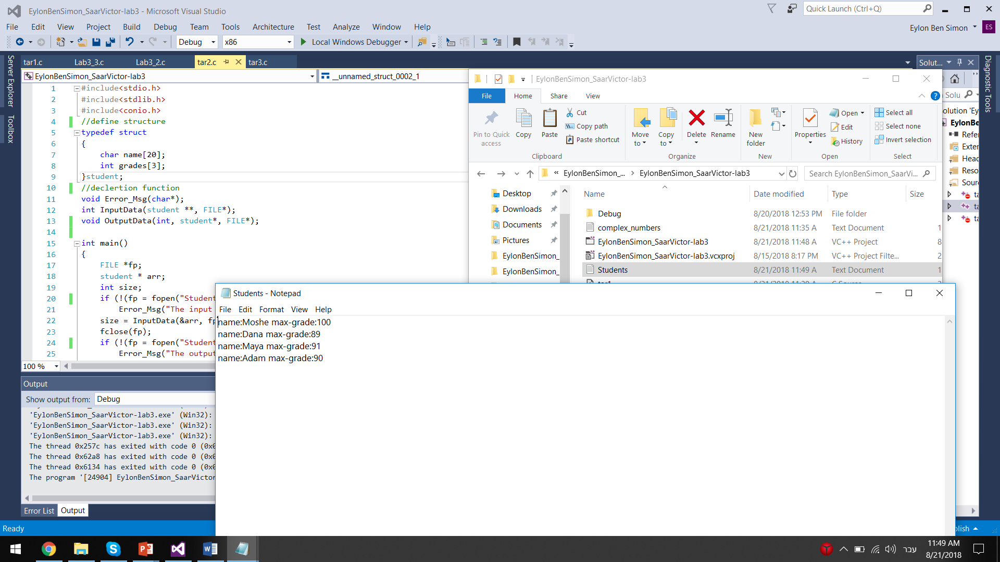 EylonBenSimon_SaarVictor-lab3 - Microsoft Visual Studio
Quick Launch (Ctrl+Q)
File Edit View Project Build Debug Team Tools Architecture Test Analyze Window Help
Eylon Ben Simon ES
Debug x86 Local Windows Debugger
Server Explorer
Toolbox
tar1.c Lab3_3.c Lab3_2.c tar2.c tar3.c
EylonBenSimon_SaarVictor-lab3 __unnamed_struct_0002_1
1 #include<stdio.h>
2 #include<stdlib.h>
3 #include<conio.h>
4 //define structure
5 typedef struct
6 {
7 char name[20];
8 int grades[3];
9 }student;
10 //declertion function
11 void Error_Msg(char*);
12 int InputData(student **, FILE*);
13 void OutputData(int, student*, FILE*);
14
15 int main()
16 {
17 FILE *fp;
18 student * arr;
19 int size;
20 if (!(fp = fopen("Student
21 Error_Msg("The input
22 size = InputData(&arr, fp
23 fclose(fp);
24 if (!(fp = fopen("Student
25 Error_Msg("The output
100 %
Output
Show output from: Debug
'EylonBenSimon_SaarVictor-lab3.exe' (Win32):
'EylonBenSimon_SaarVictor-lab3.exe' (Win32):
'EylonBenSimon_SaarVictor-lab3.exe' (Win32):
The thread 0x257c has exited with code 0 (0x0
The thread 0x62a8 has exited with code 0 (0x0
The thread 0x6134 has exited with code 0 (0x0
The program '[24904] EylonBenSimon_SaarVictor
Error List Output
Ready
EylonBenSimon_SaarVictor-lab3
File Home Share View
Pin to Quick access
Copy
Paste
Cut
Copy path
Paste shortcut
Clipboard
Move to
Copy to
Delete
Rename
Organize
New folder
New
Properties
Open
Edit
History
Open
Select all
Select none
Invert selection
Select
« EylonBenSimon_... > EylonBenSimon_SaarVictor-lab3
Search EylonBenSimon_SaarVi...
Desktop
Downloads
Documents
Pictures
EylonBenSimon_
EylonBenSimon_
Name Date modified Type Size
Debug 8/20/2018 12:53 PM File folder
complex_numbers 8/21/2018 11:35 A Text Document 1
EylonBenSimon_SaarVictor-lab3 8/21/2018 11:48 A VC++ Project 8
EylonBenSimon_SaarVictor-lab3.vcxproj 8/15/2018 8:17 PM VC++ Project Filte... 2
Students 8/21/2018 11:49 A Text Document 1
Solut...
Solu
olution 'Ey
EylonBe
Refe
Exter
Head
Reso
Sour
ta
ta
ta
Diagnostic Tools
Students - Notepad
File Edit Format View Help
name:Moshe max-grade:100
name:Dana max-grade:89
name:Maya max-grade:91
name:Adam max-grade:90
blish
עבר
11:49 AM
8/21/2018